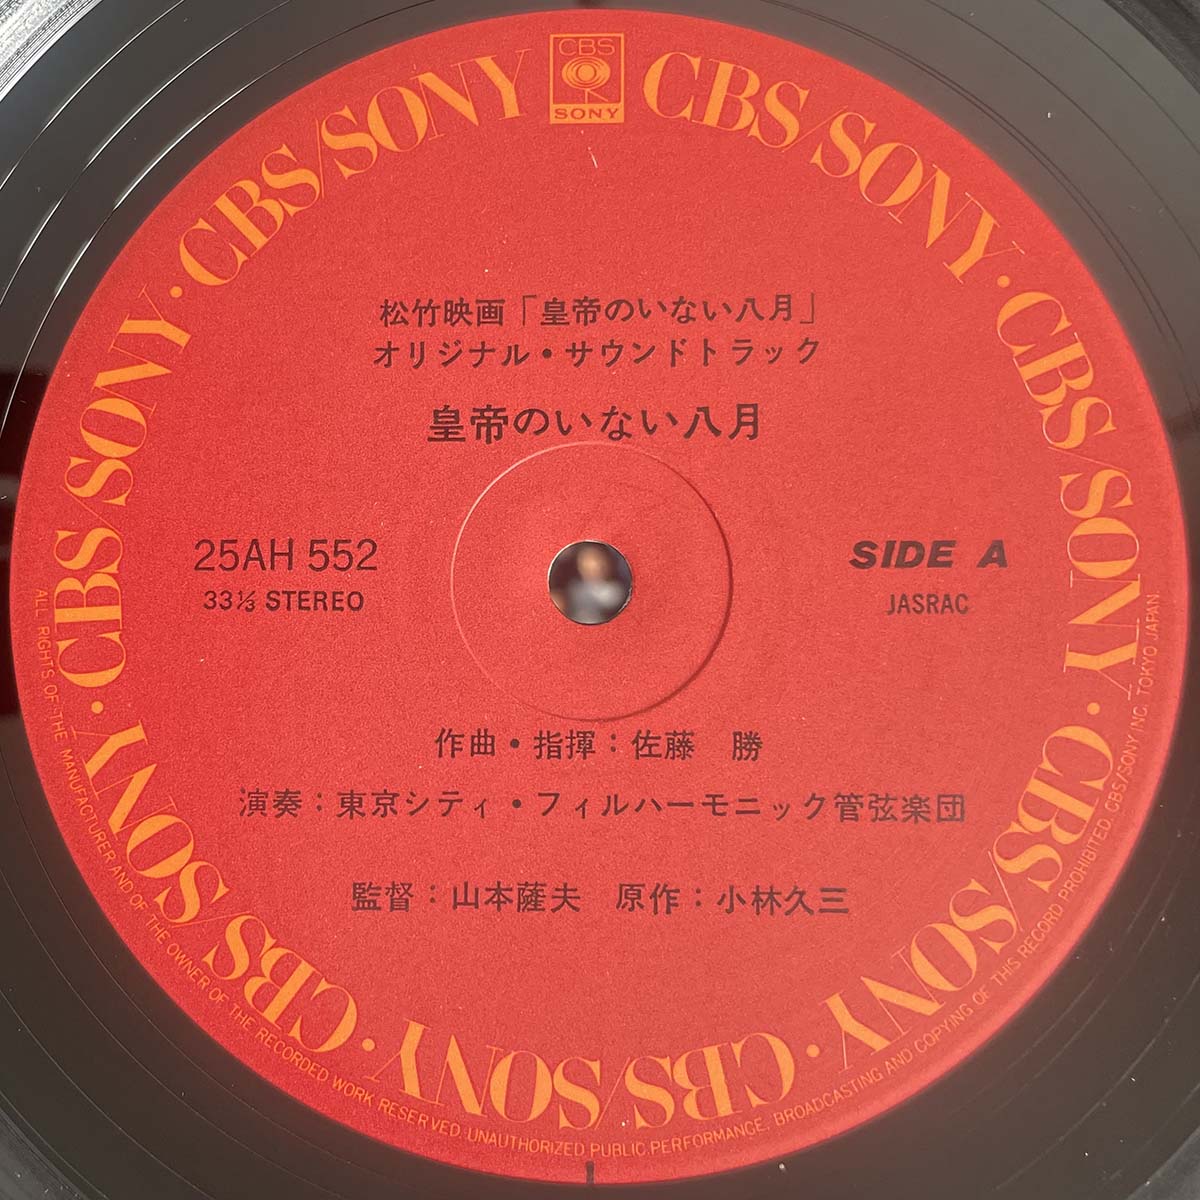 CBS
SONY
CBS/SONY · CBS/SONY · CBS/SONY · CBS/SONY · CBS/SONY · CBS/SONY · CBS/SONY · CBS/SONY
松竹映画「皇帝のいない八月」
オリジナル・サウンドトラック
皇帝のいない八月
25AH 552
33⅓ STEREO
SIDE A
JASRAC
作曲・指揮:佐藤 勝
演奏:東京シティ・フィルハーモニック管弦楽団
監督:山本薩夫 原作:小林久三
ALL RIGHTS OF THE MANUFACTURER AND OF THE OWNER OF THE RECORDED WORK RESERVED UNAUTHORIZED PUBLIC PERFORMANCE, BROADCASTING AND COPYING OF THIS RECORD PROHIBITED. CBS/SONY INC. TOKYO JAPAN